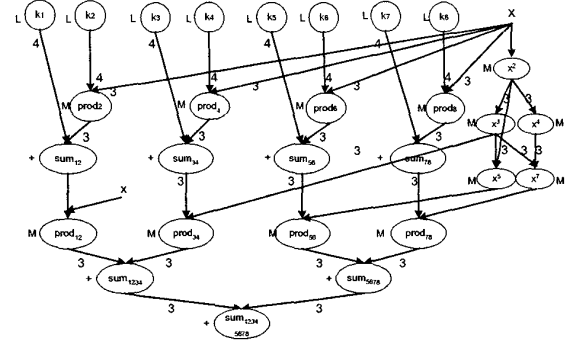 L k1 L k2 L k3 L k4 L k5 L k6 L k7 L k8 X
4 4 4 4 4 4 4
4 3 3 3 3
M x²
M prod2 M prod₄ M prod₆ M prod₈ 3 3
M x³ x⁴ M
3 3 3 3 3 3
+ sum₁₂ + sum₃₄ 3 + sum₅₆ + sum₇₈
3 3 3 M x⁵ x⁷ M
x
M prod₁₂ M prod₃₄ M prod₅₆ M prod₇₈
3 3 3 3
+ sum₁₂₃₄ + sum₅₆₇₈
3 3
+ sum₁₂₃₄
₅₆₇₈